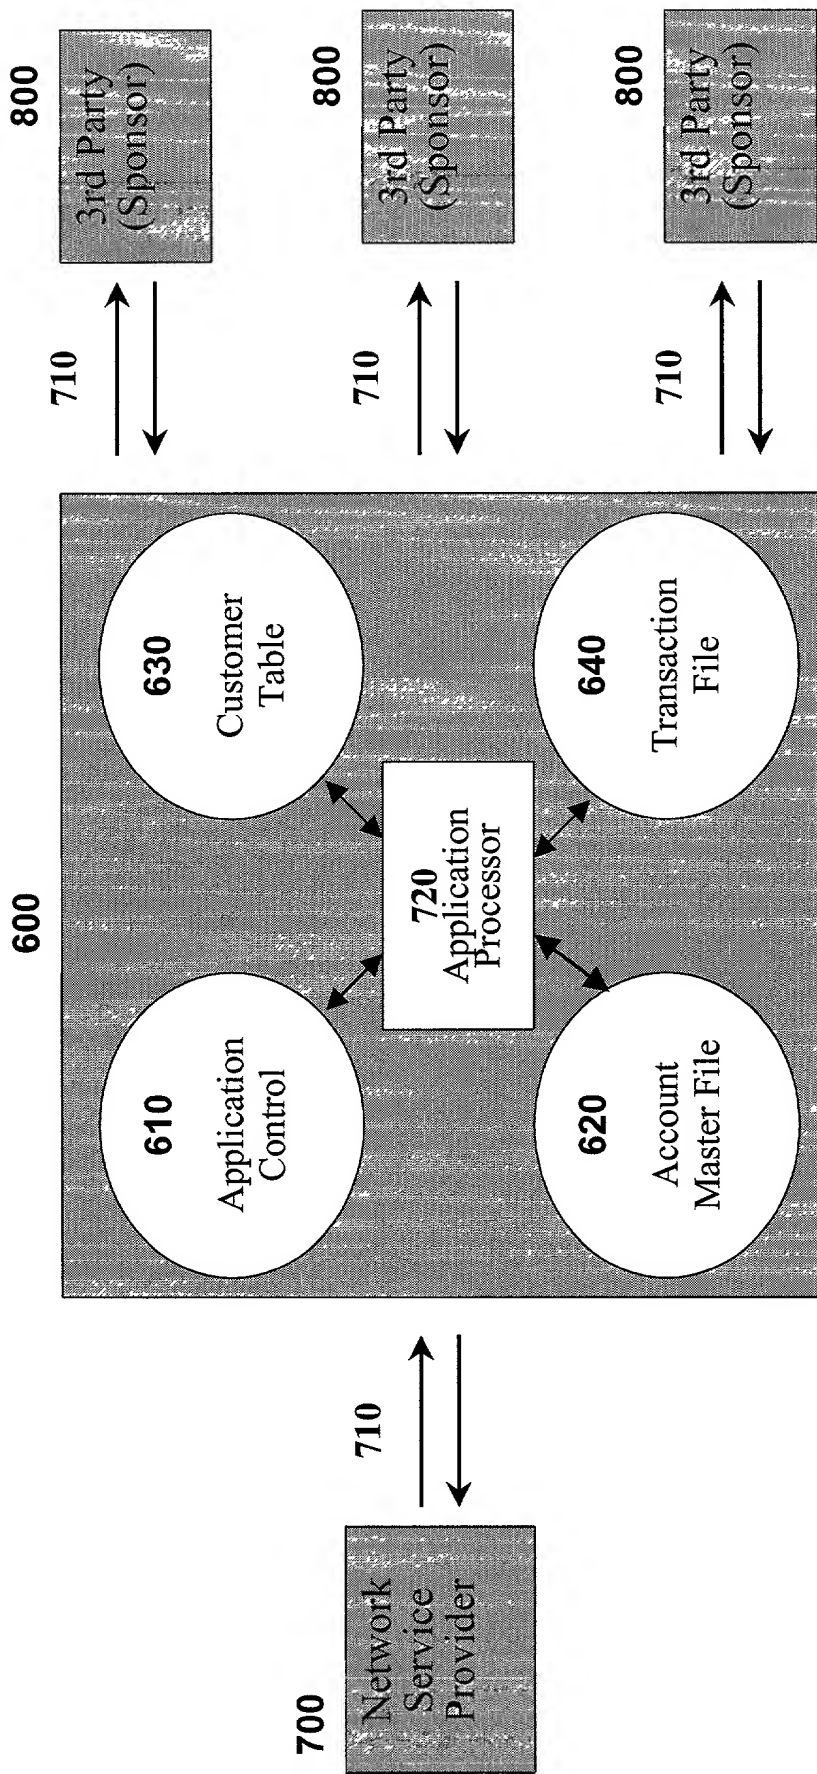 700
Network
Service
Provider
710
600
610
Application
Control
630
Customer
Table
720
Application
Processor
620
Account
Master File
640
Transaction
File
710
800
3rd Party
(Sponsor)
710
800
3rd Party
(Sponsor)
710
800
3rd Party
(Sponsor)